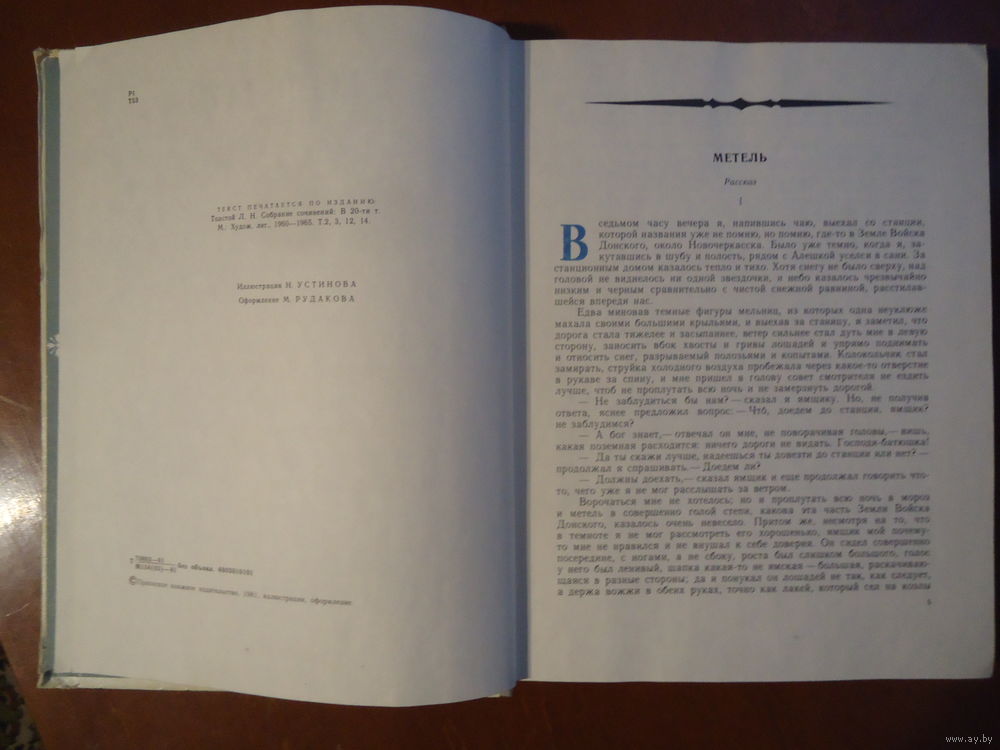 Р1
Т53
ТЕКСТ ПЕЧАТАЕТСЯ ПО ИЗДАНИЮ:
Толстой Л. Н. Собрание сочинений: В 20-ти т.
М.: Худож. лит., 1960—1965. Т. 2, 3, 12, 14.
Иллюстрации Н. УСТИНОВА
Оформление М. РУДАКОВА
без объявл. 4803010101
© книжное издательство, 1981, иллюстрации, оформление
МЕТЕЛЬ
Рассказ
I
В седьмом часу вечера я, напившись чаю, выехал со станции,
которой названия уже не помню, но помню, где-то в Земле Войска
Донского, около Новочеркасска. Было уже темно, когда я, за-
кутавшись в шубу и полость, рядом с Алешкой уселся в сани. За
станционным домом казалось тепло и тихо. Хотя снегу не было сверху, над
головой не виднелось ни одной звездочки, и небо казалось чрезвычайно
низким и черным сравнительно с чистой снежной равниной, расстилав-
шейся впереди нас.
Едва миновав темные фигуры мельниц, из которых одна неуклюже
махала своими большими крыльями, и выехав за станицу, я заметил, что
дорога стала тяжелее и засыпаннее, ветер сильнее стал дуть мне в левую
сторону, заносить вбок хвосты и гривы лошадей и упрямо поднимать
и относить снег, разрываемый полозьями и копытами. Колокольчик стал
замирать, струйка холодного воздуха пробежала через какое-то отверстие
в рукаве за спину, и мне пришел в голову совет смотрителя не ездить
лучше, чтоб не проплутать всю ночь и не замерзнуть дорогой.
— Не заблудиться бы нам? — сказал я ямщику. Но, не получив
ответа, яснее предложил вопрос: — Что́, доедем до станции, ямщик?
не заблудимся?
— А бог знает,— отвечал он мне, не поворачивая головы,— вишь,
какая поземная расходится: ничего дороги не видать. Господи-батюшка!
— Да ты скажи лучше, надеешься ты довезти до станции или нет? —
продолжал я спрашивать.— Доедем ли?
— Должны доехать,— сказал ямщик и еще продолжал говорить что-
то, чего уже я не мог расслышать за ветром.
Ворочаться мне не хотелось; но и проплутать всю ночь в мороз
и метель в совершенно голой степи, какова эта часть Земли Войска
Донского, казалось очень невесело. Притом же, несмотря на то, что
в темноте я не мог рассмотреть его хорошенько, ямщик мой почему-
то мне не нравился и не внушал к себе доверия. Он сидел совершенно
посередине, с ногами, а не сбоку, роста был слишком большого, голос
у него был ленивый, шапка какая-то не ямская — большая, раскачиваю-
щаяся в разные стороны; да и понукал он лошадей не так, как следует,
а держа вожжи в обеих руках, точно как лакей, который сел на козлы
5
www.ay.by